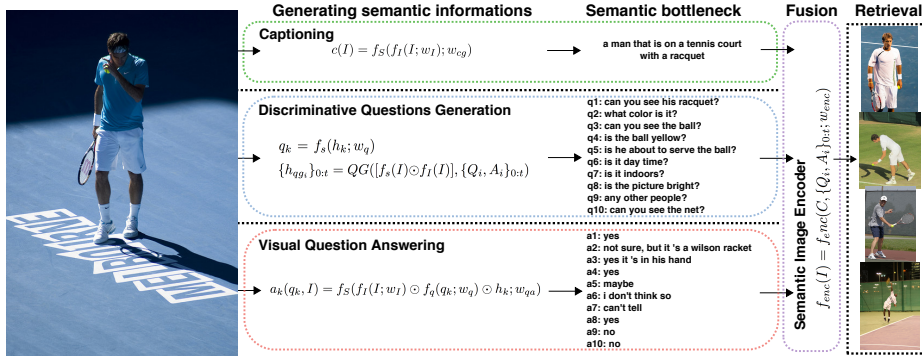 Generating semantic informations
Semantic bottleneck
Fusion
Retrieval
Captioning
c(I) = f_S(f_I(I; w_I); w_{cg})
a man that is on a tennis court
with a racquet
Discriminative Questions Generation
q_k = f_s(h_k; w_q)
{h_{qg_i}}_{0:t} = QG([f_s(I)⊙f_I(I)], {Q_i, A_i}_{0:t})
q1: can you see his racquet?
q2: what color is it?
q3: can you see the ball?
q4: is the ball yellow?
q5: is he about to serve the ball?
q6: is it day time?
q7: is it indoors?
q8: is the picture bright?
q9: any other people?
q10: can you see the net?
Visual Question Answering
a_k(q_k, I) = f_S(f_I(I; w_I) ⊙ f_q(q_k; w_q) ⊙ h_k; w_{qa})
a1: yes
a2: not sure, but it 's a wilson racket
a3: yes it 's in his hand
a4: yes
a5: maybe
a6: i don't think so
a7: can't tell
a8: yes
a9: no
a10: no
Semantic Image Encoder
f_{enc}(I) = f_enc(C, {Q_i, A_i}_{0:t}; w_{enc})
MELBOURNE